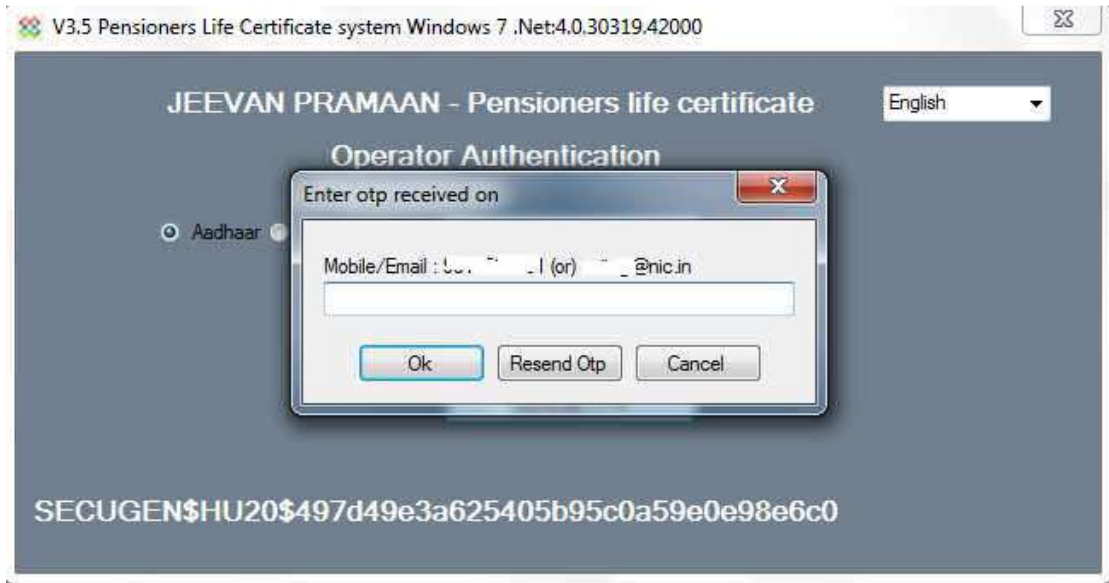 V3.5 Pensioners Life Certificate system Windows 7 .Net:4.0.30319.42000
JEEVAN PRAMAAN - Pensioners life certificate
English
Operator Authentication
Enter otp received on
Aadhaar
Mobile/Email : (or) @nic.in
Ok Resend Otp Cancel
SECUGEN$HU20$497d49e3a625405b95c0a59e0e98e6c0